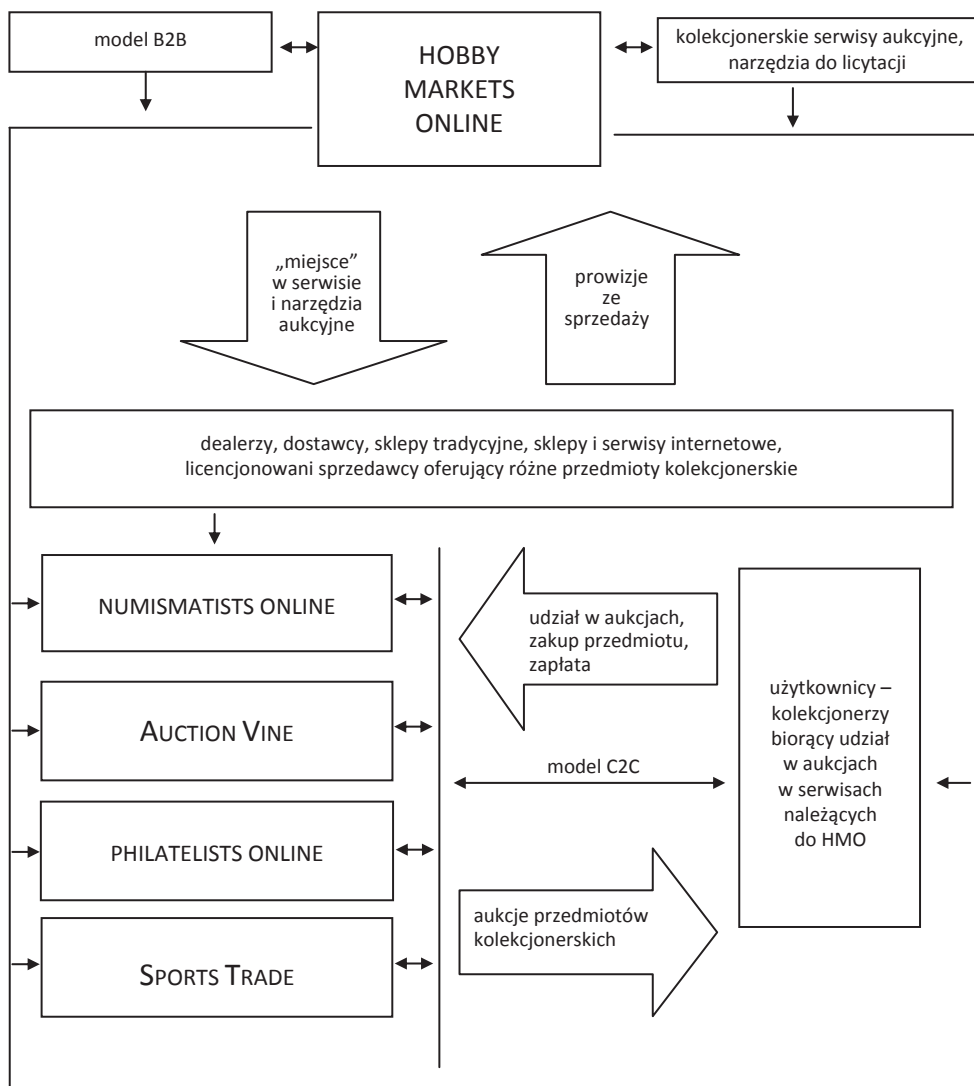 model B2B
HOBBY
MARKETS
ONLINE
kolekcjonerskie serwisy aukcyjne,
narzędzia do licytacji
„miejsce”
w serwisie
i narzędzia
aukcyjne
prowizje
ze
sprzedaży
dealerzy, dostawcy, sklepy tradycyjne, sklepy i serwisy internetowe,
licencjonowani sprzedawcy oferujący różne przedmioty kolekcjonerskie
NUMISMATISTS ONLINE
AUCTION VINE
PHILATELISTS ONLINE
SPORTS TRADE
udział w aukcjach,
zakup przedmiotu,
zapłata
model C2C
aukcje przedmiotów
kolekcjonerskich
użytkownicy –
kolekcjonerzy
biorący udział
w aukcjach
w serwisach
należących
do HMO